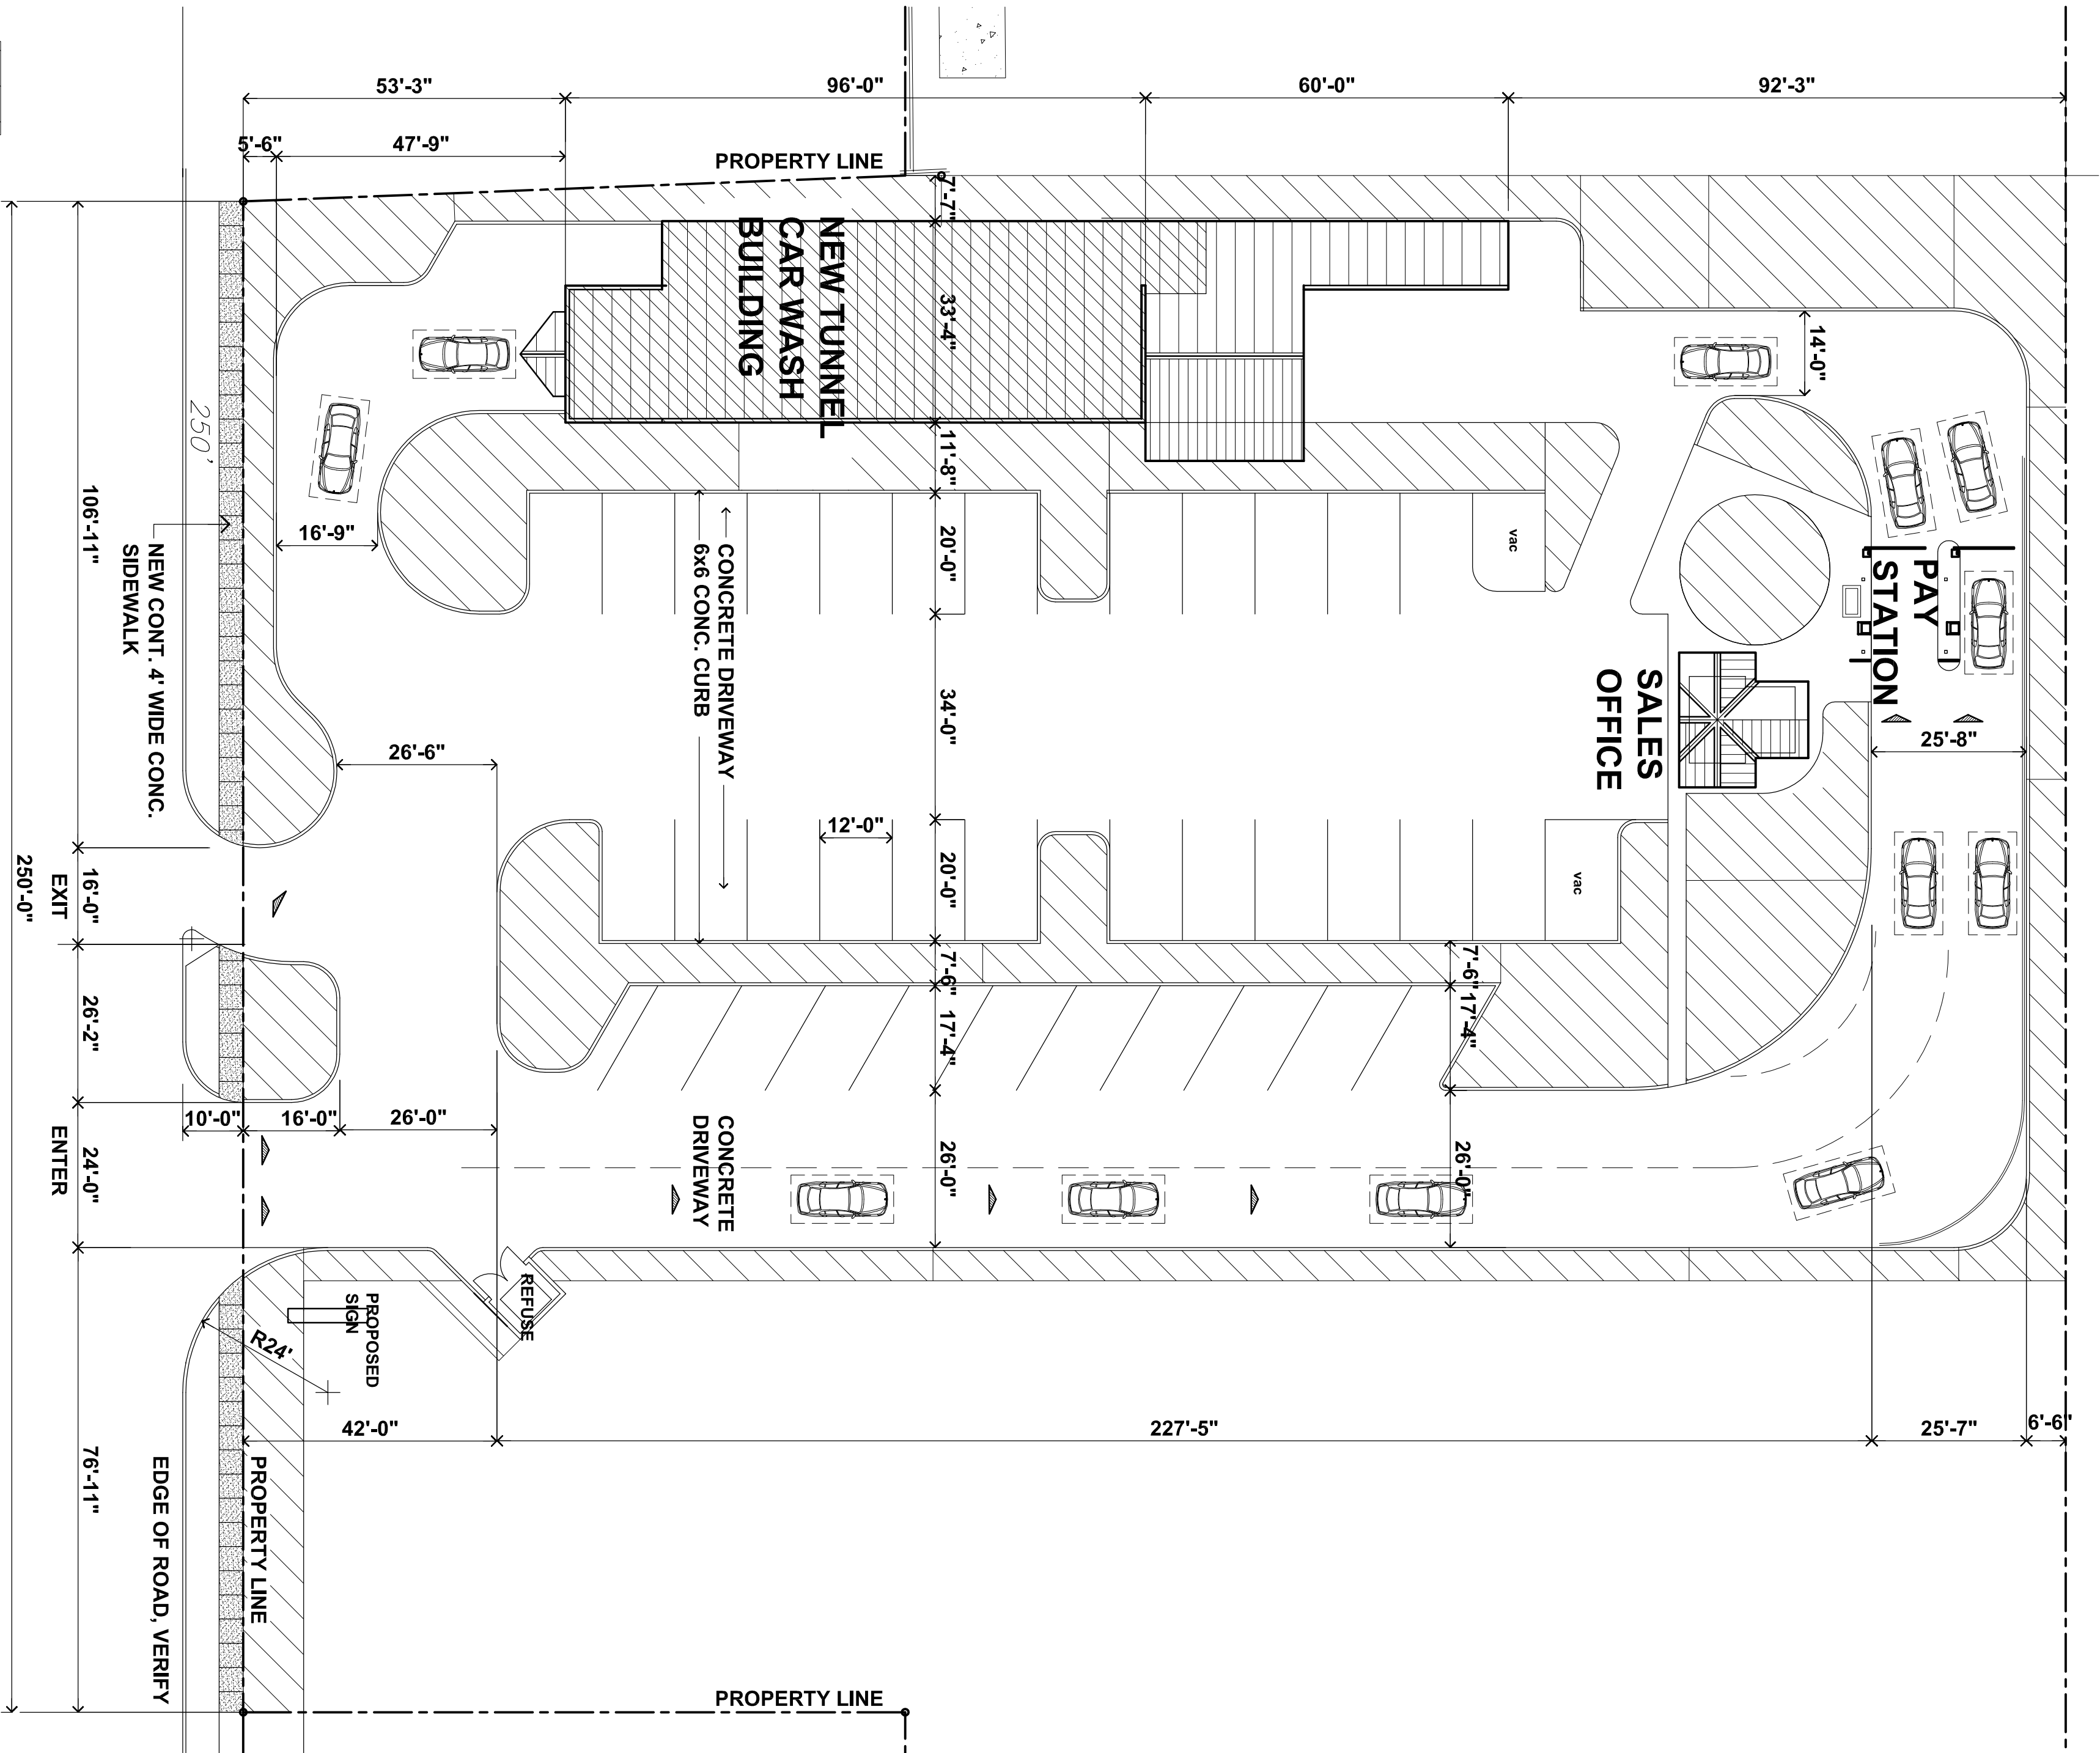 53'-3"
96'-0"
60'-0"
92'-3"
5'-6"
47'-9"
PROPERTY LINE
7'-7"
NEW TUNNEL
CAR WASH
BUILDING
33'-4"
14'-0"
250'
11'-8"
16'-9"
106'-11"
NEW CONT. 4' WIDE CONC.
SIDEWALK
CONCRETE DRIVEWAY
6x6 CONC. CURB
20'-0"
vac
PAY
STATION
SALES
OFFICE
34'-0"
25'-8"
26'-6"
12'-0"
20'-0"
vac
16'-0"
EXIT
250'-0"
26'-2"
7'-6"
17'-4"
7'-6"
17'-4"
10'-0"
16'-0"
26'-0"
24'-0"
ENTER
CONCRETE
DRIVEWAY
26'-0"
26'-0"
REFUSE
PROPOSED
SIGN
R24'
42'-0"
227'-5"
25'-7"
6'-6"
76'-11"
EDGE OF ROAD, VERIFY
PROPERTY LINE
PROPERTY LINE